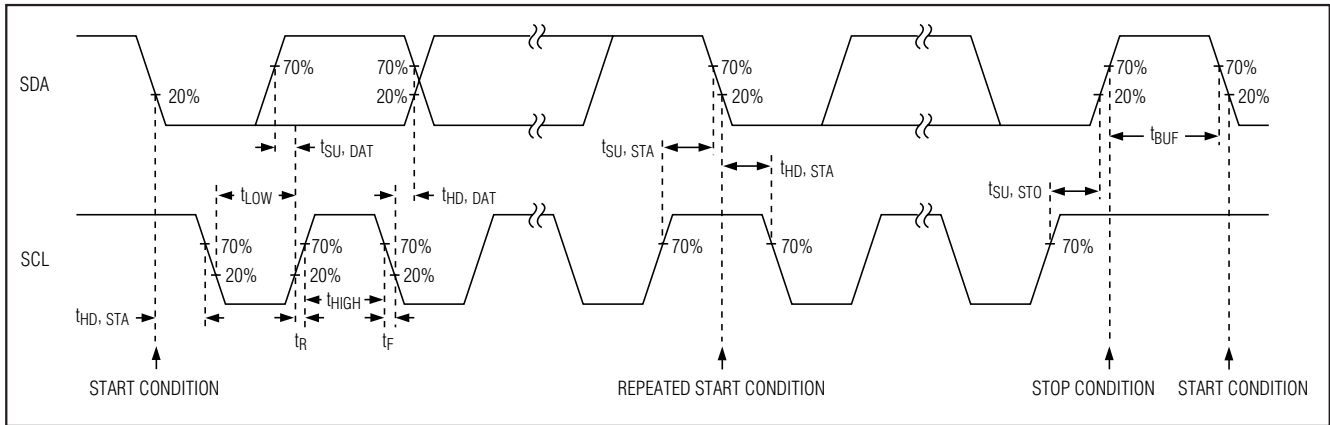 SDA
20%
70%
70%
20%
70%
20%
70%
20%
70%
20%
tSU, DAT
tSU, STA
tBUF
tLOW
tHD, DAT
tHD, STA
tSU, STO
SCL
70%
20%
70%
20%
70%
20%
70%
70%
70%
tHIGH
tHD, STA
tR
tF
START CONDITION
REPEATED START CONDITION
STOP CONDITION
START CONDITION